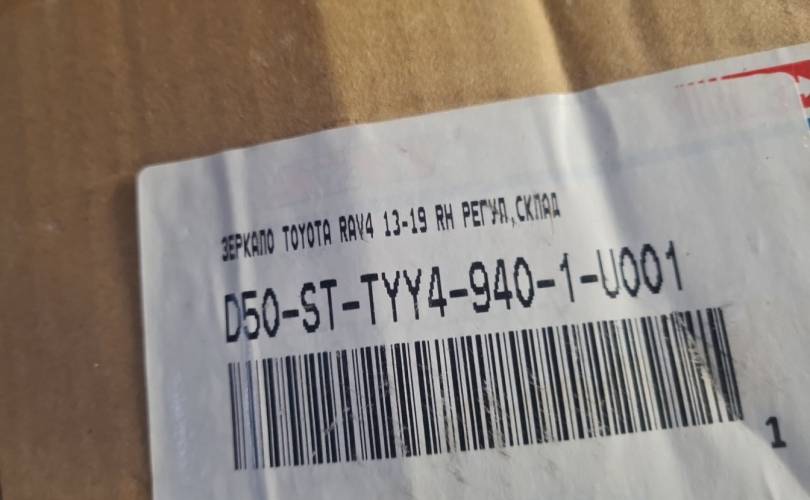 ЗЕРКАЛО TOYOTA RAV4 13-19 RH РЕГУЛ,СКЛАД
D50-ST-TYY4-940-1-U001
1